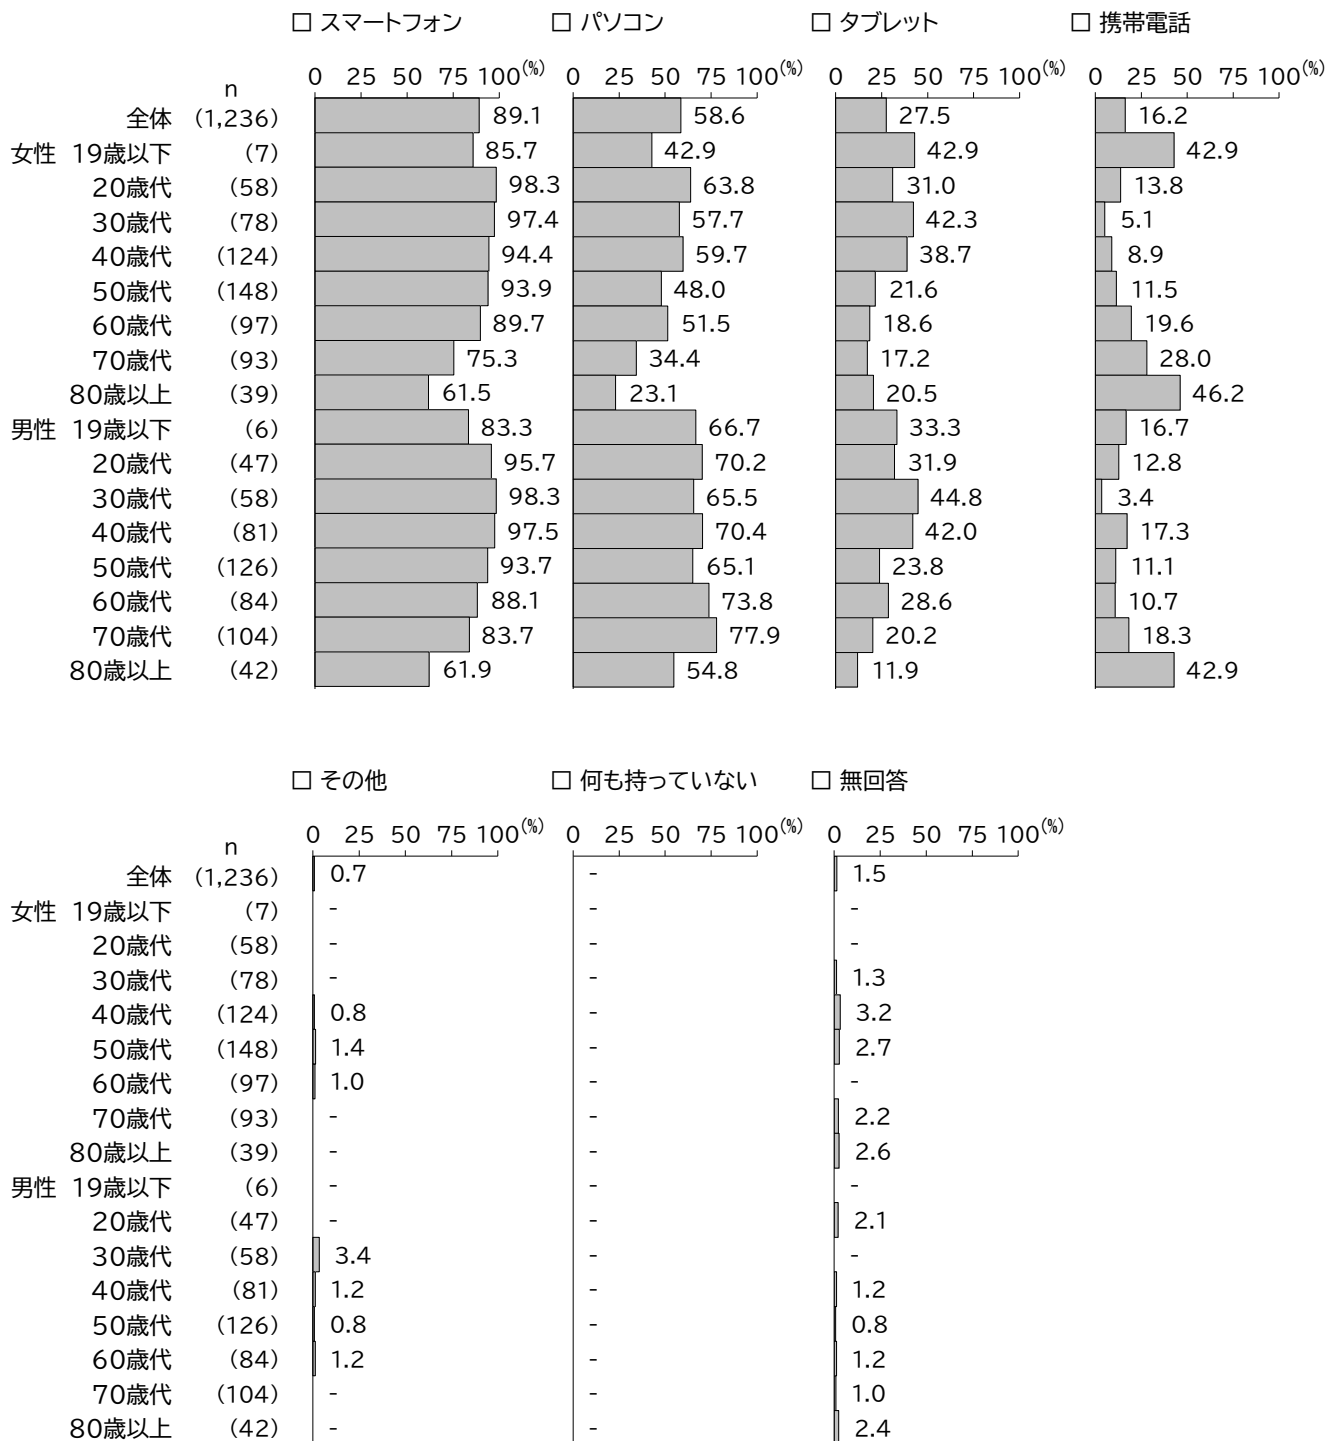 □ スマートフォン □ パソコン □ タブレット □ 携帯電話
n 0 25 50 75 100(%) 0 25 50 75 100(%) 0 25 50 75 100(%) 0 25 50 75 100(%)
全体 (1,236) 89.1 58.6 27.5 16.2
女性 19歳以下 (7) 85.7 42.9 42.9 42.9
20歳代 (58) 98.3 63.8 31.0 13.8
30歳代 (78) 97.4 57.7 42.3 5.1
40歳代 (124) 94.4 59.7 38.7 8.9
50歳代 (148) 93.9 48.0 21.6 11.5
60歳代 (97) 89.7 51.5 18.6 19.6
70歳代 (93) 75.3 34.4 17.2 28.0
80歳以上 (39) 61.5 23.1 20.5 46.2
男性 19歳以下 (6) 83.3 66.7 33.3 16.7
20歳代 (47) 95.7 70.2 31.9 12.8
30歳代 (58) 98.3 65.5 44.8 3.4
40歳代 (81) 97.5 70.4 42.0 17.3
50歳代 (126) 93.7 65.1 23.8 11.1
60歳代 (84) 88.1 73.8 28.6 10.7
70歳代 (104) 83.7 77.9 20.2 18.3
80歳以上 (42) 61.9 54.8 11.9 42.9
□ その他 □ 何も持っていない □ 無回答
n 0 25 50 75 100(%) 0 25 50 75 100(%) 0 25 50 75 100(%)
全体 (1,236) 0.7 - 1.5
女性 19歳以下 (7) - - -
20歳代 (58) - - -
30歳代 (78) - - 1.3
40歳代 (124) 0.8 - 3.2
50歳代 (148) 1.4 - 2.7
60歳代 (97) 1.0 - -
70歳代 (93) - - 2.2
80歳以上 (39) - - 2.6
男性 19歳以下 (6) - - -
20歳代 (47) - - 2.1
30歳代 (58) 3.4 - -
40歳代 (81) 1.2 - 1.2
50歳代 (126) 0.8 - 0.8
60歳代 (84) 1.2 - 1.2
70歳代 (104) - - 1.0
80歳以上 (42) - - 2.4